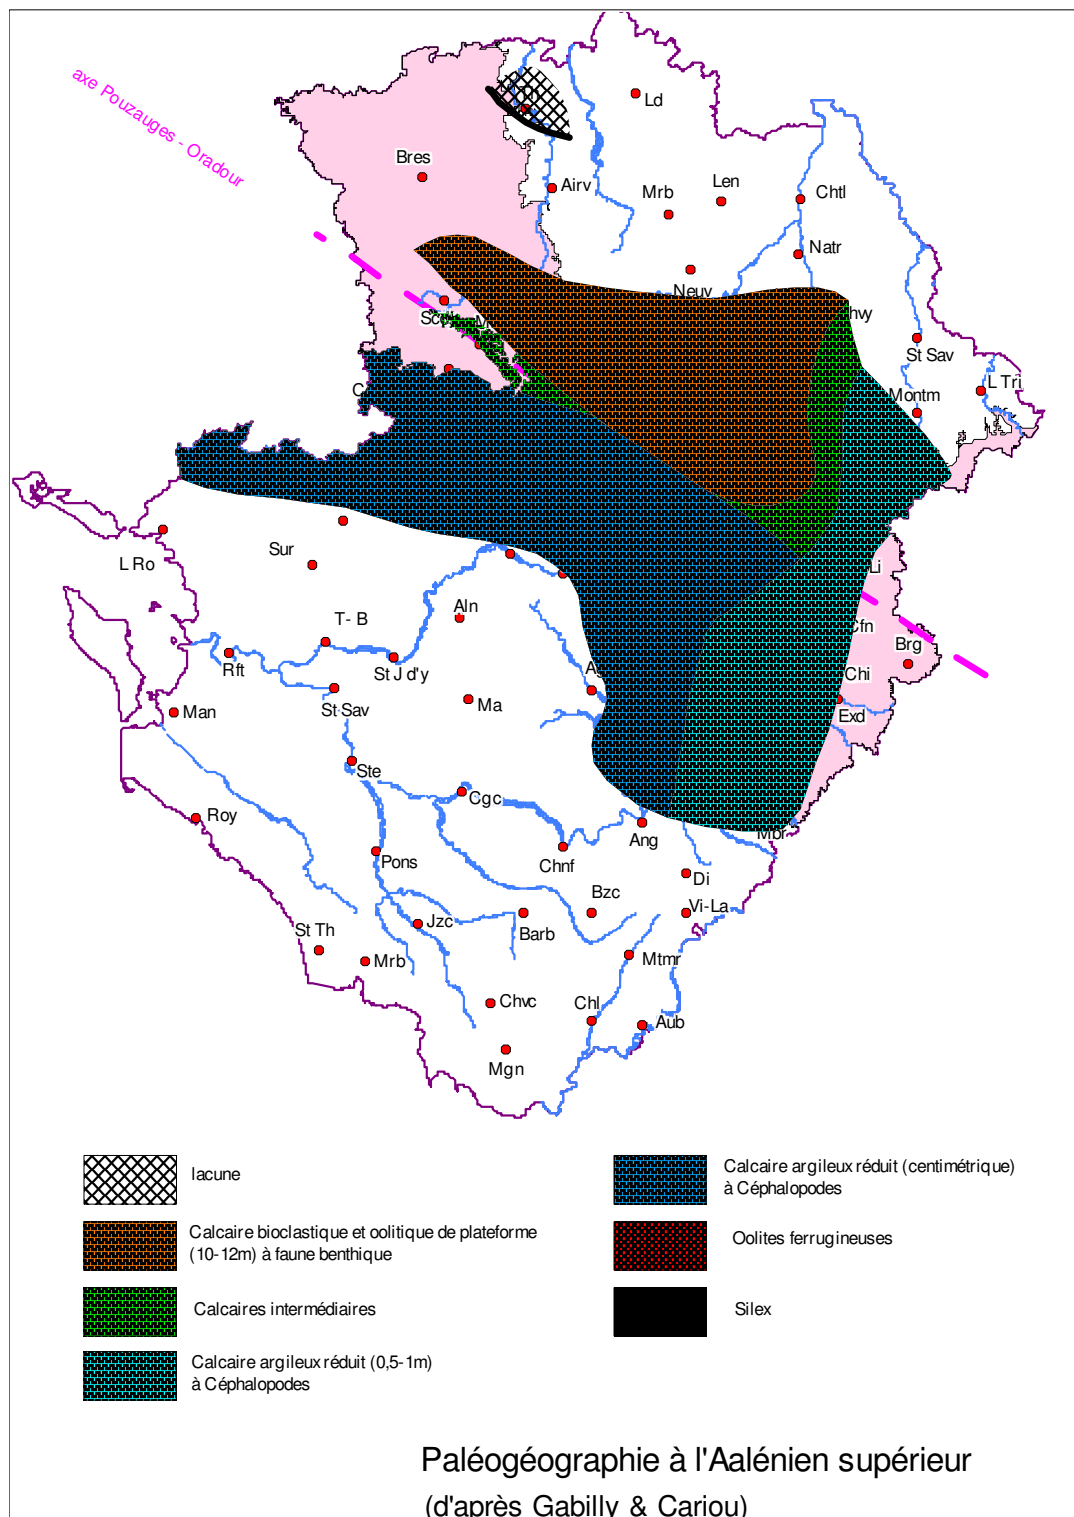 axe Pouzauges - Oradour
Ld
Bres
Airv
Mrb
Len
Chtl
Natr
Neuv
hvy
St Sav
L Tri
Montm
L Ro
Sur
Li
T- B
Aln
Cfn
Brg
Rft
St J d'y
Chi
St Sav
Ma
Man
Exd
Ste
Cgc
Roy
Ang
Mbr
Pons
Chnf
Di
Bzc
Vi-La
Jzc
Barb
St Th
Mrb
Mtmr
Chvc
Chl
Aub
Mgn
lacune
Calcaire bioclastique et oolitique de plateforme
(10-12m) à faune benthique
Calcaires intermédiaires
Calcaire argileux réduit (0,5-1m)
à Céphalopodes
Calcaire argileux réduit (centimétrique)
à Céphalopodes
Oolites ferrugineuses
Silex
Paléogéographie à l'Aalénien supérieur
(d'après Gabilly & Cariou)